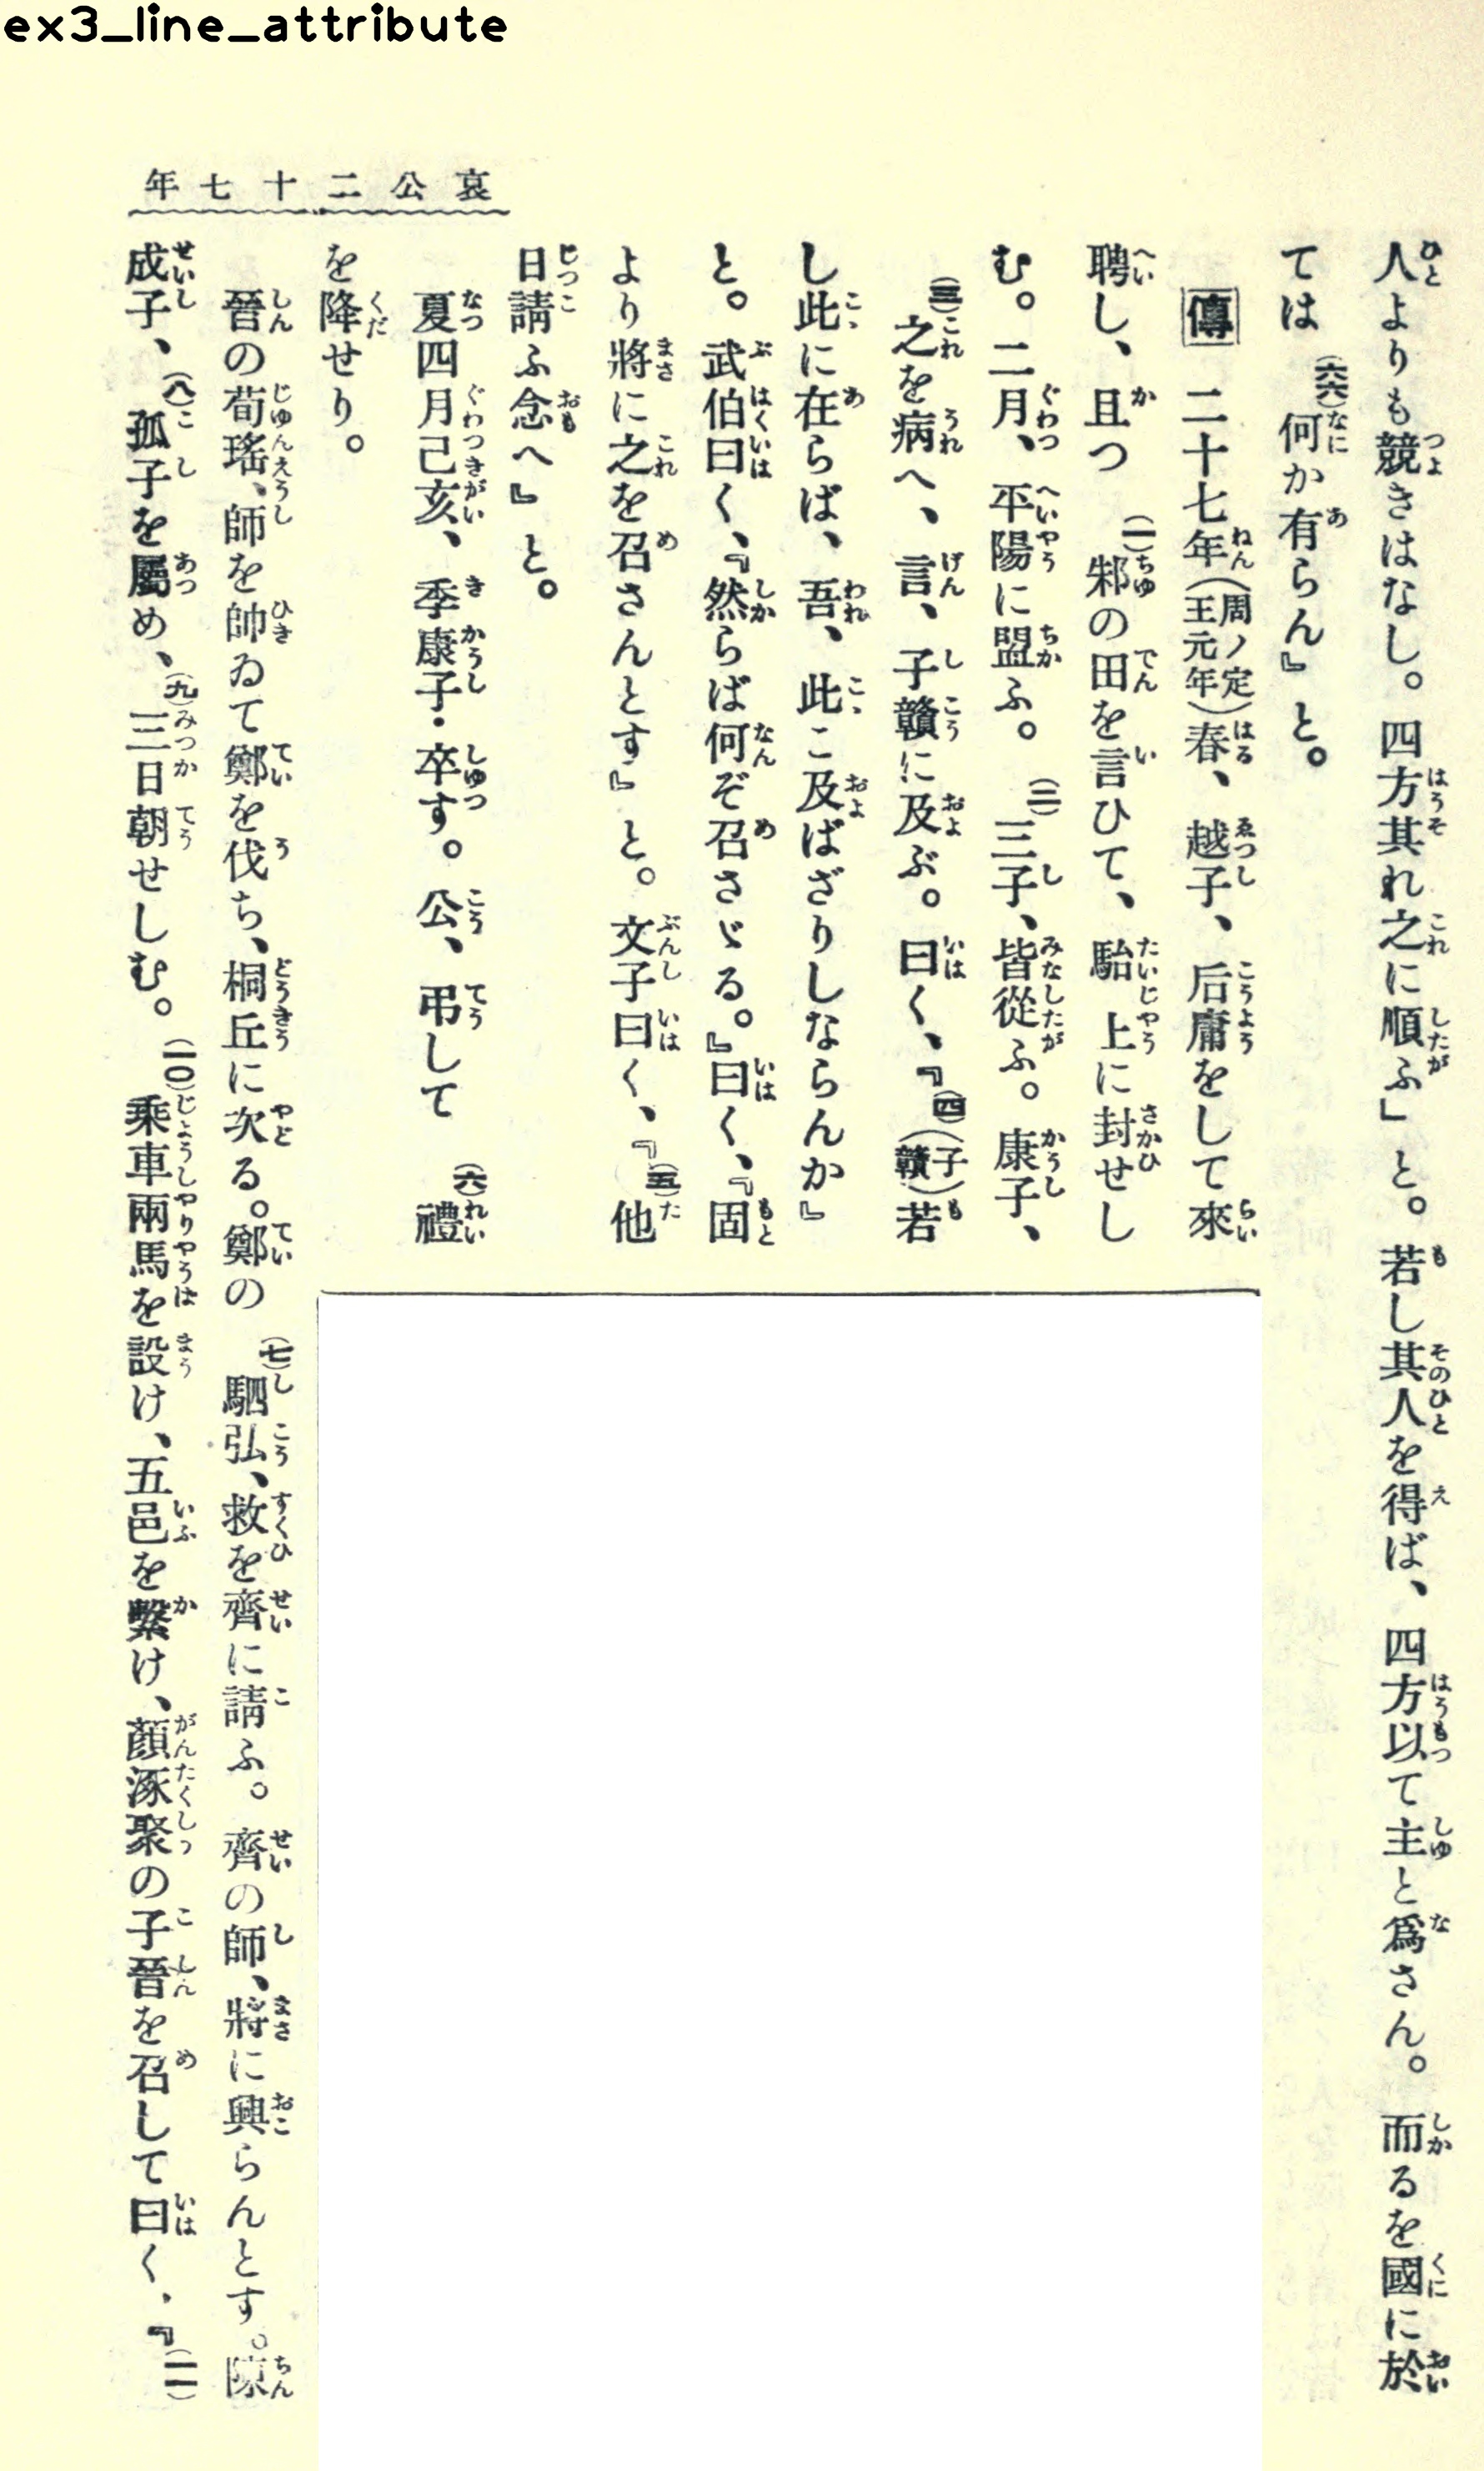 ex3_line_attribute
哀公二十七年
人よりも競きはなし。四方其れ之に順ふ」と。若し其人を得ば、四方以て主と爲さん。而るを國に於
ては(六六)何か有らん』と。
傳 二十七年(周ノ定王元年)春、越子、后庸をして來
聘し、且つ(一)邾の田を言ひて、駘上に封せし
む。二月、平陽に盟ふ。(二)三子、皆從ふ。康子、
(三)之を病へ、言、子贛に及ぶ。曰く、『(四)(子贛)若
し此に在らば、吾、此こ及ばざりしならんか』
と。武伯曰く、『然らば何ぞ召さゞる。』曰く、『固
より將に之を召さんとす』と。文子曰く、『(五)他
日請ふ念へ』と。
夏四月己亥、季康子・卒す。公、弔して(六)禮
を降せり。
晉の荀瑤、師を帥ゐて鄭を伐ち、桐丘に次る。鄭の(七)駟弘、救を齊に請ふ。齊の師、將に興らんとす。陳
成子、(八)孤子を屬め、(九)三日朝せしむ。(一〇)乘車兩馬を設け、五邑を繫け、顏涿聚の子晉を召して曰く、『(一一)